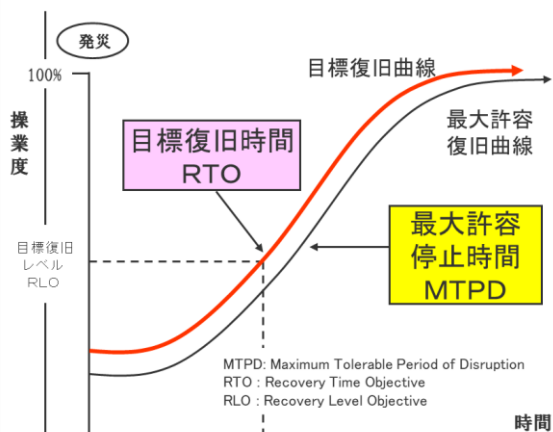 発災
100%
操業度
目標復旧曲線
最大許容
復旧曲線
目標復旧時間
RTO
最大許容
停止時間
MTPD
目標復旧
レベル
RLO
MTPD: Maximum Tolerable Period of Disruption
RTO : Recovery Time Objective
RLO : Recovery Level Objective
時間